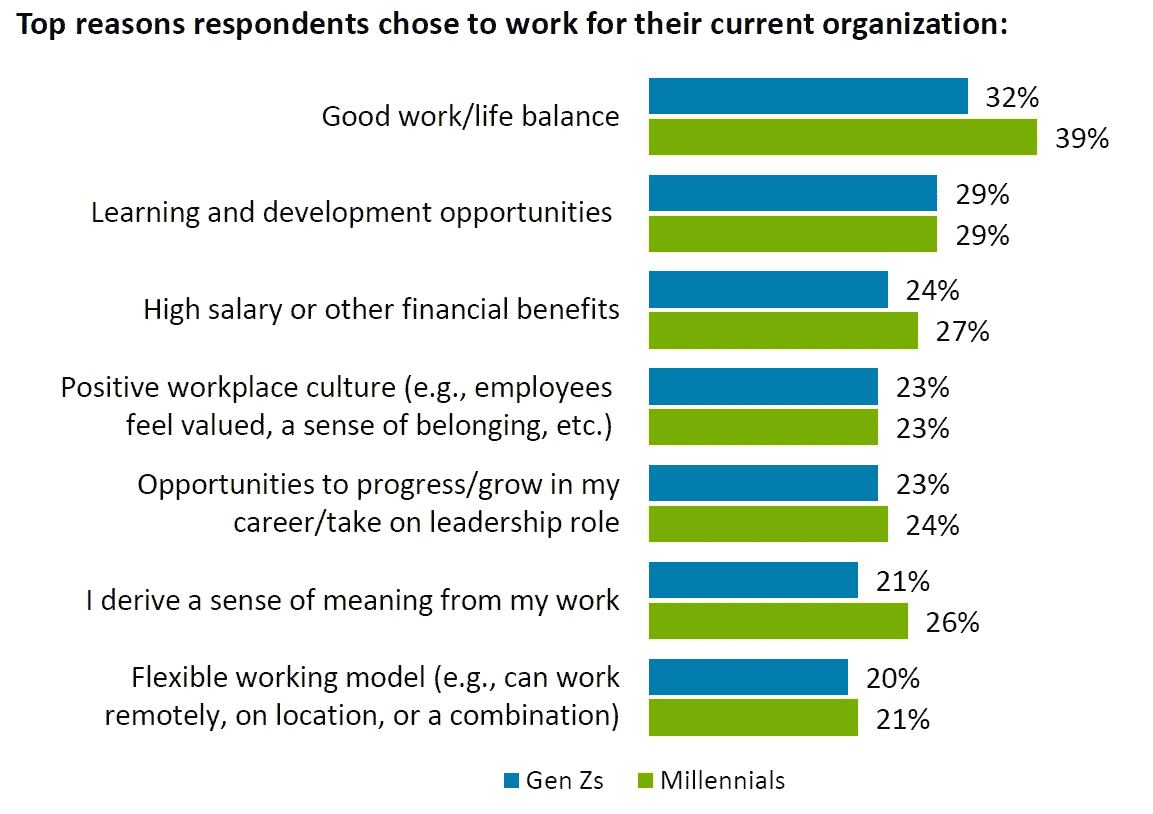 Top reasons respondents chose to work for their current organization:
Good work/life balance
32%
39%
Learning and development opportunities
29%
29%
High salary or other financial benefits
24%
27%
Positive workplace culture (e.g., employees
feel valued, a sense of belonging, etc.)
23%
23%
Opportunities to progress/grow in my
career/take on leadership role
23%
24%
I derive a sense of meaning from my work
21%
26%
Flexible working model (e.g., can work
remotely, on location, or a combination)
20%
21%
Gen Zs
Millennials